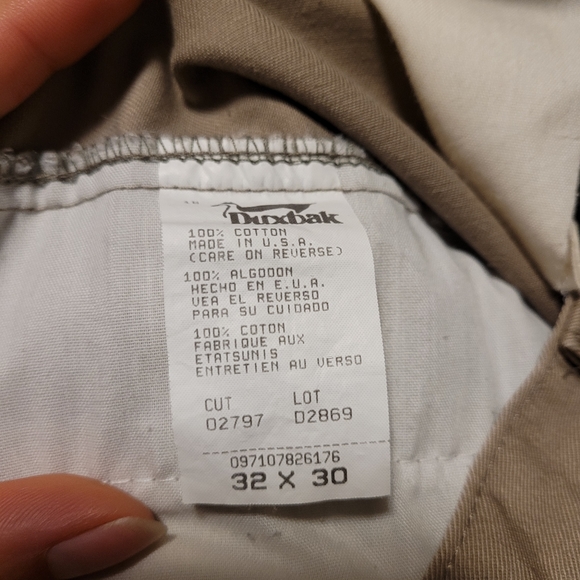 Duxbak
100% COTTON
MADE IN U.S.A.
(CARE ON REVERSE)
100% ALGODON
HECHO EN E.U.A.
VEA EL REVERSO
PARA SU CUIDADO
100% COTON
FABRIQUE AUX
ETATSUNIS
ENTRETIEN AU VERSO
CUT LOT
02797 D2869
097107826176
32 X 30